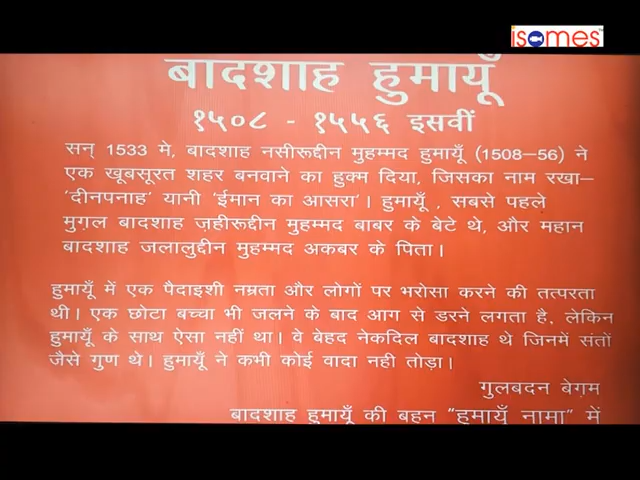 isomes
बादशाह हुमायूँ
१५०८ - १५५६ इसवीं
सन् 1533 मे, बादशाह नसीरूद्दीन मुहम्मद हुमायूँ (1508–56) ने
एक खूबसूरत शहर बनवाने का हुक्म दिया, जिसका नाम रखा–
'दीनपनाह' यानी 'ईमान का आसरा'। हुमायूँ , सबसे पहले
मुग़ल बादशाह ज़हीरूद्दीन मुहम्मद बाबर के बेटे थे, और महान
बादशाह जलालुद्दीन मुहम्मद अकबर के पिता।
हुमायूँ में एक पैदाइशी नम्रता और लोगों पर भरोसा करने की तत्परता
थी। एक छोटा बच्चा भी जलने के बाद आग से डरने लगता है, लेकिन
हुमायूँ के साथ ऐसा नहीं था। वे बेहद नेकदिल बादशाह थे जिनमें संतों
जैसे गुण थे। हुमायूँ ने कभी कोई वादा नही तोड़ा।
गुलबदन बेग़म
बादशाह हुमायूँ की बहन "हुमायूँ नामा" में